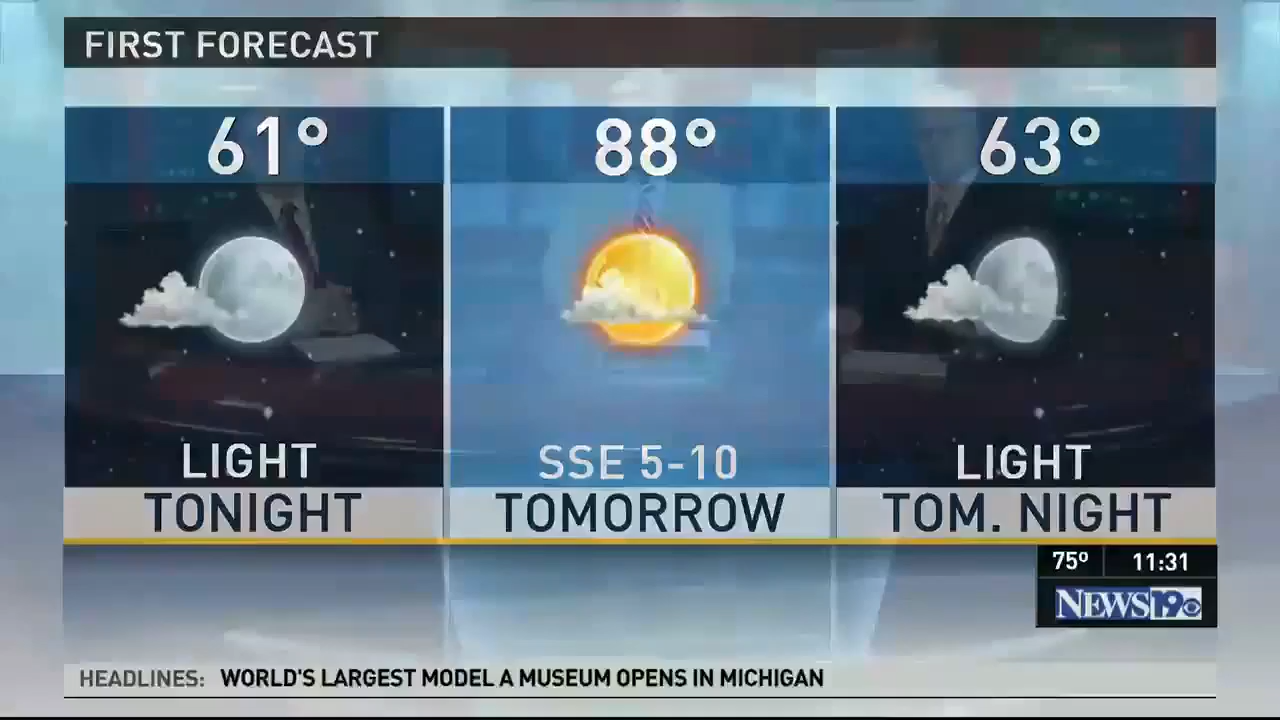 FIRST FORECAST
61°
88°
63°
LIGHT
SSE 5-10
LIGHT
TONIGHT
TOMORROW
TOM. NIGHT
75° 11:31
NEWS19
HEADLINES: WORLD'S LARGEST MODEL A MUSEUM OPENS IN MICHIGAN